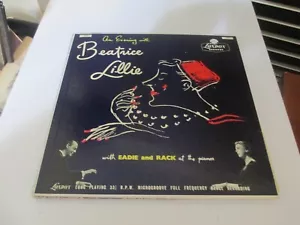 An Evening with
Beatrice
Lillie
London
with SADIE and RACK at the pianos
London LONG PLAYING 33⅓ R.P.M. MICROGROOVE FULL FREQUENCY RANGE RECORDING